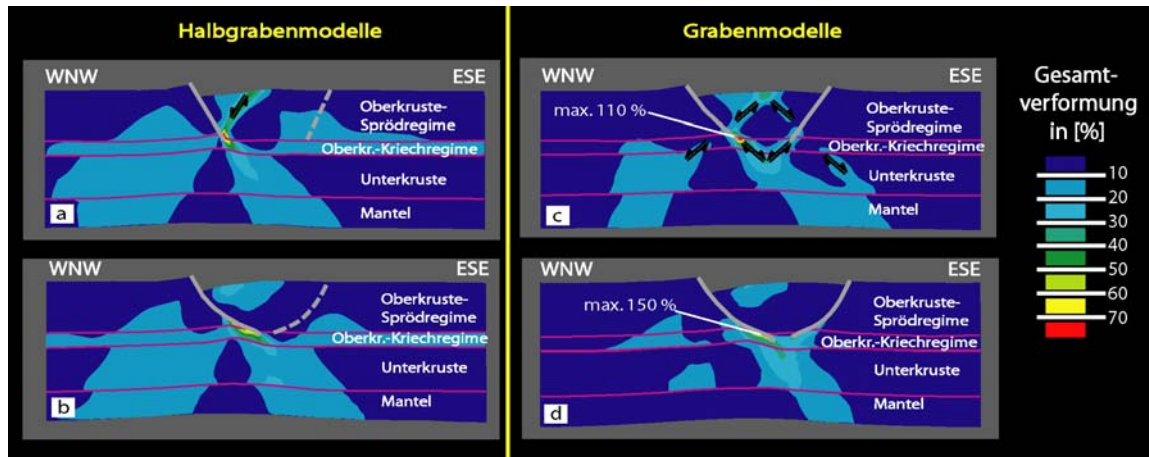 Halbgrabenmodelle
WNW
ESE
Oberkruste-
Sprödregime
Oberkr.-Kriechregime
Unterkruste
Mantel
a
WNW
ESE
Oberkruste-
Sprödregime
Oberkr.-Kriechregime
Unterkruste
Mantel
b
Grabenmodelle
WNW
ESE
max. 110 %
Oberkruste-
Sprödregime
Oberkr.-Kriechregime
Unterkruste
Mantel
c
WNW
ESE
max. 150 %
Oberkruste-
Sprödregime
Oberkr.-Kriechregime
Unterkruste
Mantel
d
Gesamt-
verformung
in [%]
10
20
30
40
50
60
70